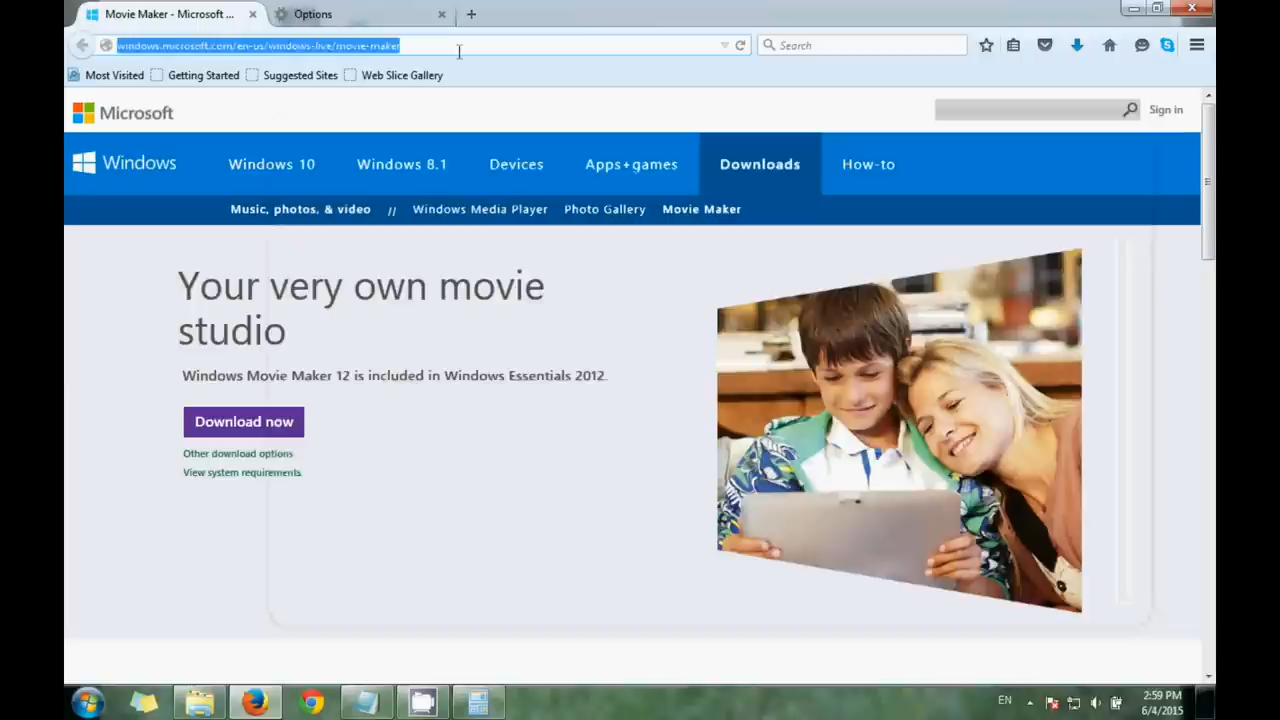 Movie Maker - Microsoft ...
Options
windows.microsoft.com/en-us/windows-live/movie-maker
Search
Most Visited
Getting Started
Suggested Sites
Web Slice Gallery
Microsoft
Sign in
Windows
Windows 10
Windows 8.1
Devices
Apps+games
Downloads
How-to
Music, photos, & video // Windows Media Player Photo Gallery Movie Maker
Your very own movie
studio
Windows Movie Maker 12 is included in Windows Essentials 2012.
Download now
Other download options
View system requirements
EN
2:59 PM
6/4/2015